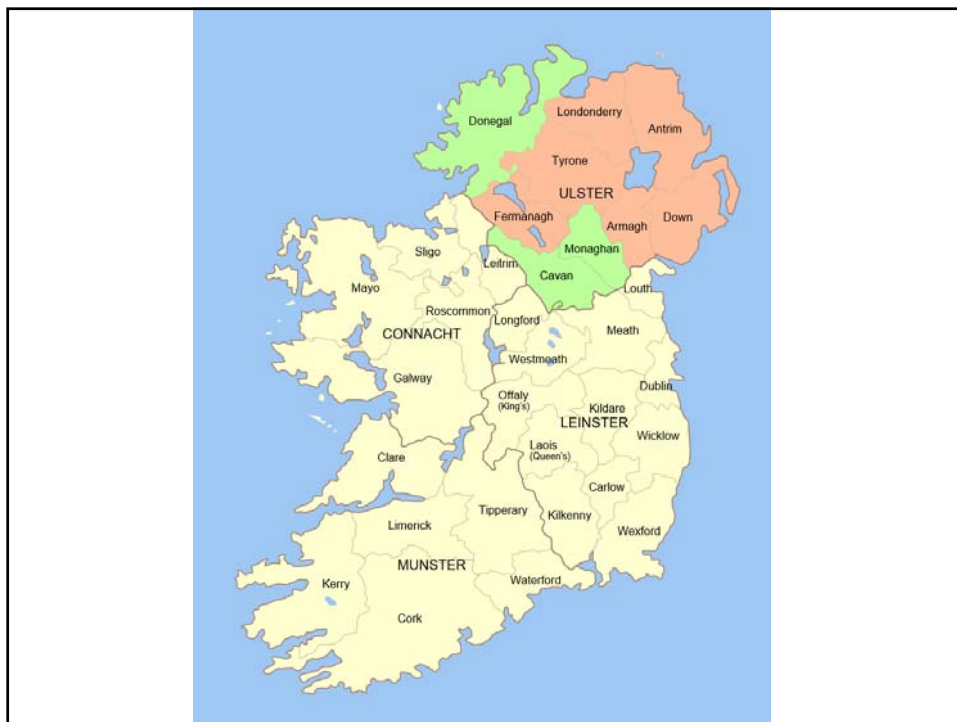 Londonderry
Donegal
Antrim
Tyrone
ULSTER
Fermanagh
Down
Armagh
Monaghan
Sligo
Leitrim
Cavan
Mayo
Louth
Roscommon
Longford
Meath
CONNACHT
Westmeath
Galway
Dublin
Offaly
(King's)
Kildare
LEINSTER
Wicklow
Laois
(Queen's)
Clare
Carlow
Tipperary
Kilkenny
Limerick
Wexford
MUNSTER
Waterford
Kerry
Cork